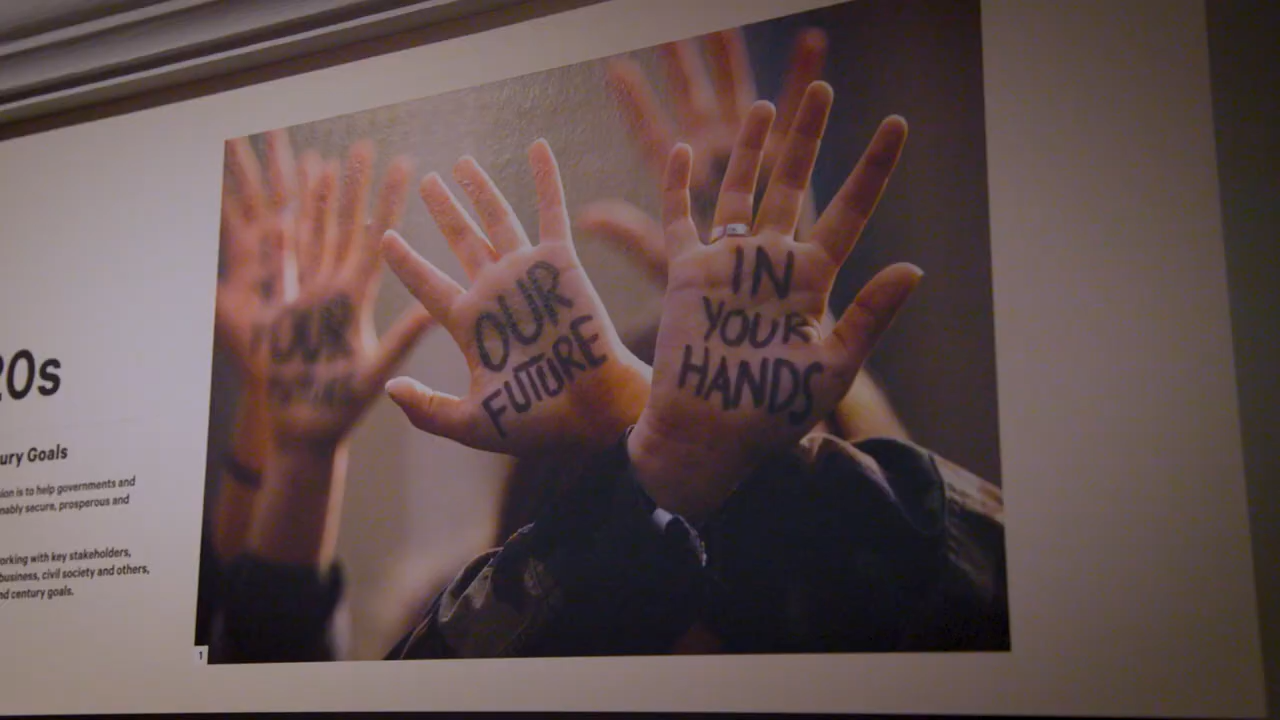 20s
ury Goals
ion is to help governments and
nably secure, prosperous and
orking with key stakeholders,
business, civil society and others,
nd century goals.
OUR
OUR
FUTURE
IN
YOUR
HANDS
1